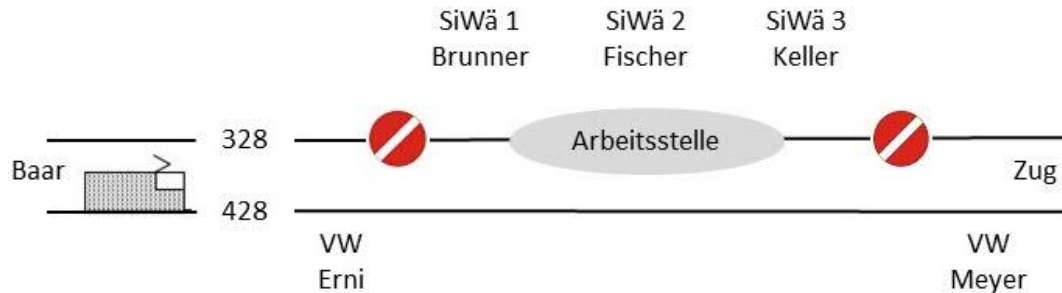 SiWä 1
Brunner
SiWä 2
Fischer
SiWä 3
Keller
328
Arbeitsstelle
Baar
Zug
428
VW
Erni
VW
Meyer